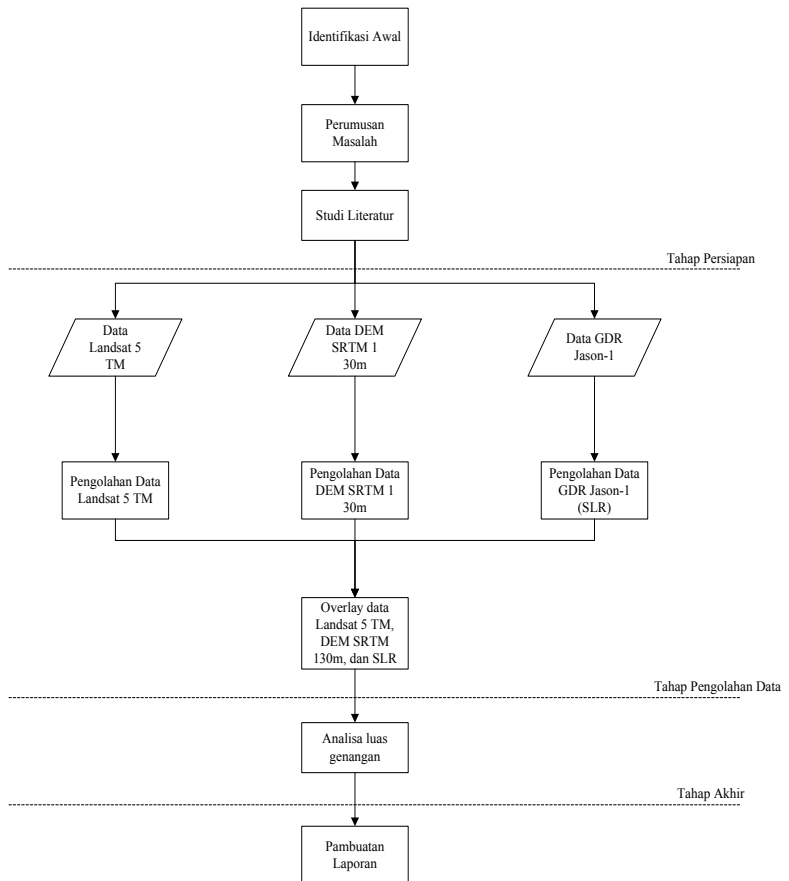 Identifikasi Awal
Perumusan
Masalah
Studi Literatur
Tahap Persiapan
Data
Landsat 5
TM
Data DEM
SRTM 1
30m
Data GDR
Jason-1
Pengolahan Data
Landsat 5 TM
Pengolahan Data
DEM SRTM 1
30m
Pengolahan Data
GDR Jason-1
(SLR)
Overlay data
Landsat 5 TM,
DEM SRTM
130m, dan SLR
Tahap Pengolahan Data
Analisa luas
genangan
Tahap Akhir
Pambuatan
Laporan